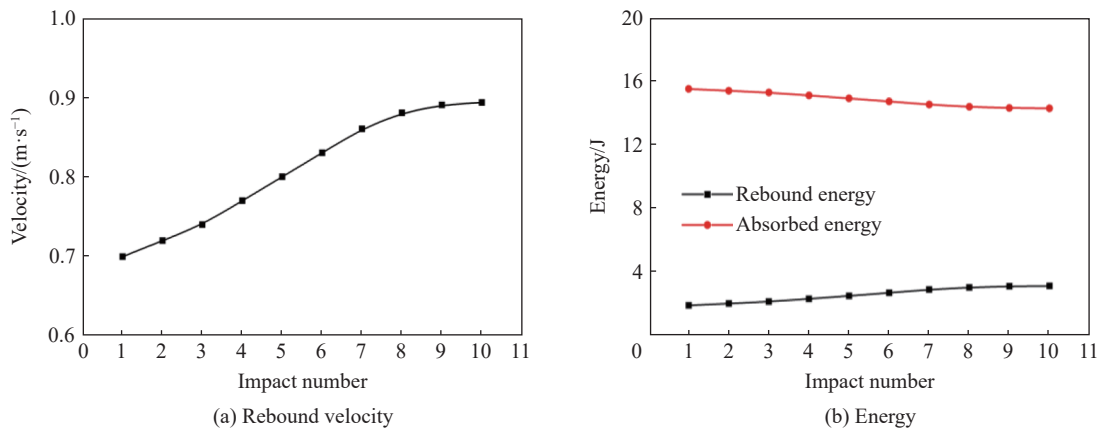 1.0
0.9
0.8
0.7
0.6
Velocity/(m·s⁻¹)
0 1 2 3 4 5 6 7 8 9 10 11
Impact number
(a) Rebound velocity
20
16
12
8
4
0 1 2 3 4 5 6 7 8 9 10 11
Energy/J
Rebound energy
Absorbed energy
Impact number
(b) Energy